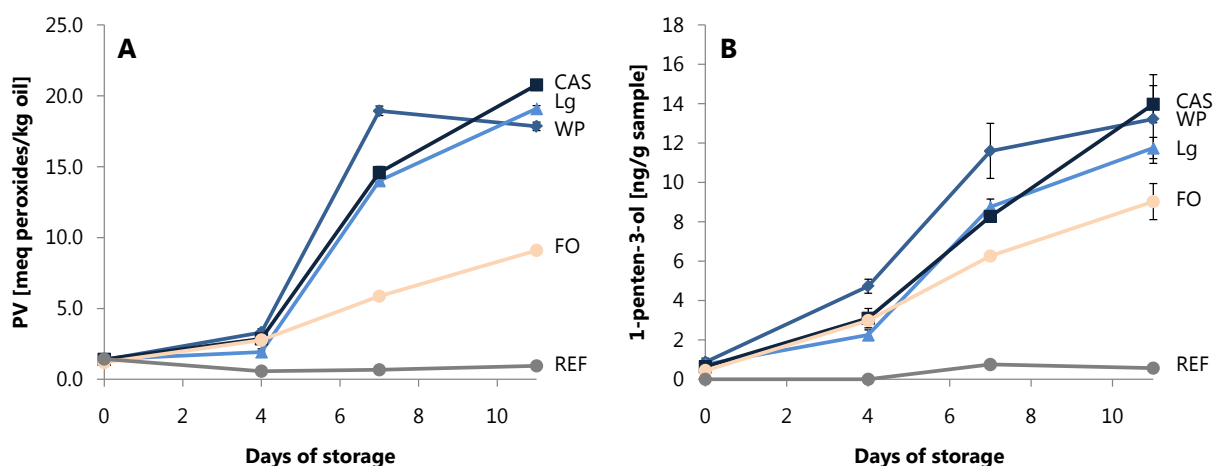 A
PV [meq peroxides/kg oil]
25.0
20.0
15.0
10.0
5.0
0.0
CAS
Lg
WP
FO
REF
0 2 4 6 8 10
Days of storage
B
1-penten-3-ol [ng/g sample]
18
16
14
12
10
8
6
4
2
0
CAS
WP
Lg
FO
REF
0 2 4 6 8 10
Days of storage